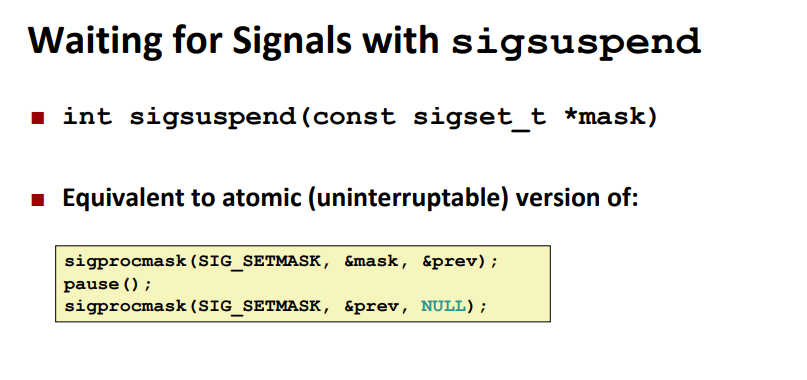 Waiting for Signals with sigsuspend
int sigsuspend(const sigset_t *mask)
Equivalent to atomic (uninterruptable) version of:
sigprocmask(SIG_SETMASK, &mask, &prev);
pause();
sigprocmask(SIG_SETMASK, &prev, NULL);